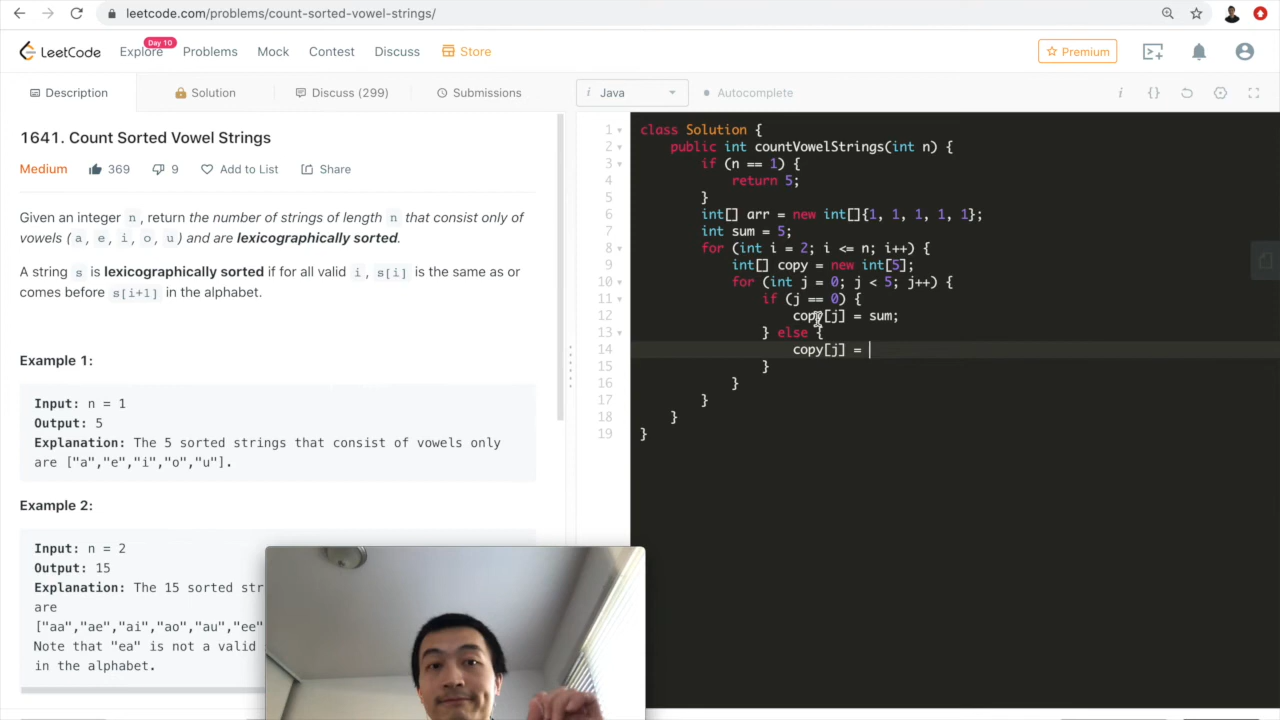 leetcode.com/problems/count-sorted-vowel-strings/
LeetCode
Explore
Day 10
Problems
Mock
Contest
Discuss
Store
Premium
Description
Solution
Discuss (299)
Submissions
i Java
Autocomplete
i {}
1641. Count Sorted Vowel Strings
Medium 369 9 Add to List Share
Given an integer n, return the number of strings of length n that consist only of
vowels (a, e, i, o, u) and are lexicographically sorted.
A string s is lexicographically sorted if for all valid i, s[i] is the same as or
comes before s[i+1] in the alphabet.
Example 1:
Input: n = 1
Output: 5
Explanation: The 5 sorted strings that consist of vowels only
are ["a","e","i","o","u"].
Example 2:
Input: n = 2
Output: 15
Explanation: The 15 sorted str
are
["aa","ae","ai","ao","au","ee"
Note that "ea" is not a valid
in the alphabet.
1 class Solution {
2 public int countVowelStrings(int n) {
3 if (n == 1) {
4 return 5;
5 }
6 int[] arr = new int[]{1, 1, 1, 1, 1};
7 int sum = 5;
8 for (int i = 2; i <= n; i++) {
9 int[] copy = new int[5];
10 for (int j = 0; j < 5; j++) {
11 if (j == 0) {
12 copy[j] = sum;
13 } else {
14 copy[j] =
15 }
16 }
17 }
18 }
19 }